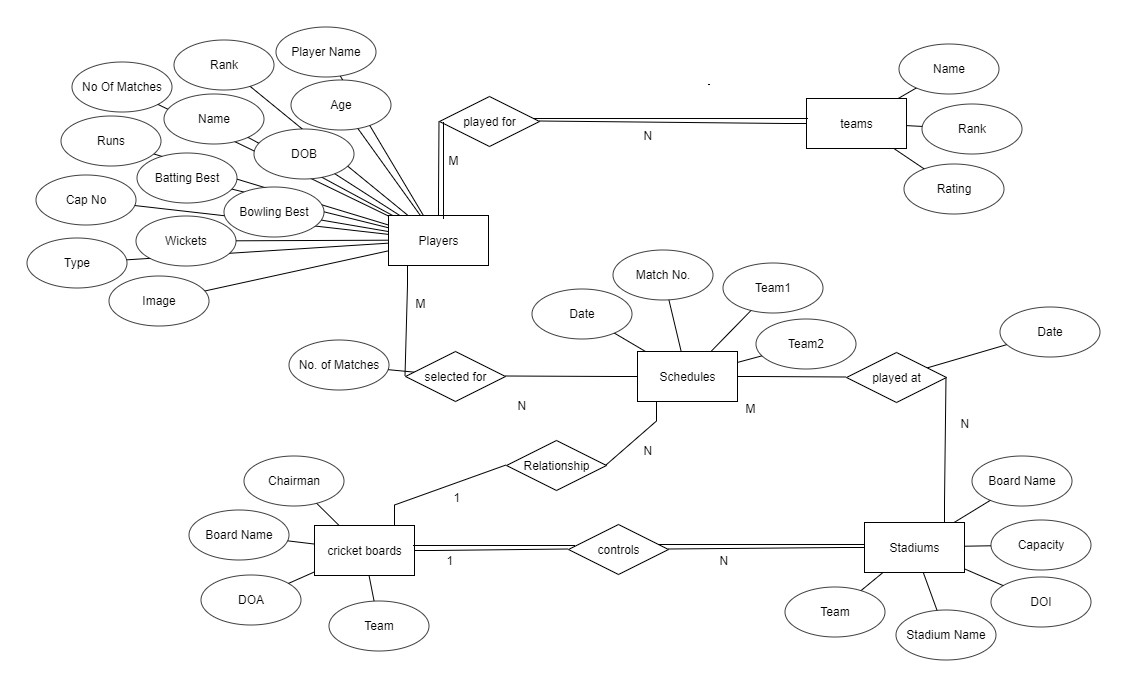 Player Name
Rank
No Of Matches
Age
Name
Runs
DOB
Batting Best
Cap No
Bowling Best
Wickets
Type
Image
Players
played for
M
N
teams
Name
Rank
Rating
M
Match No.
Team1
Date
Team2
Date
No. of Matches
selected for
N
Schedules
M
played at
N
Relationship
N
1
Chairman
Board Name
DOA
Team
cricket boards
1
controls
N
Stadiums
Board Name
Capacity
DOI
Team
Stadium Name